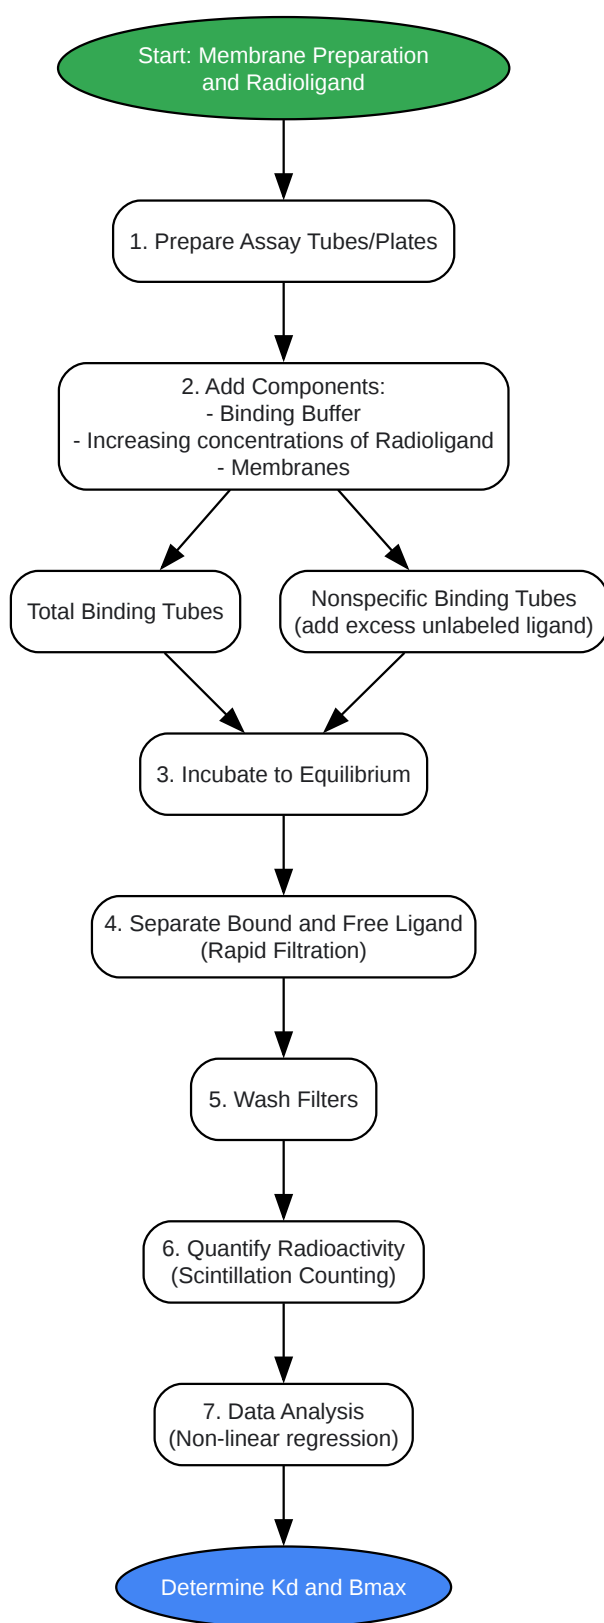 Start: Membrane Preparation
and Radioligand
1. Prepare Assay Tubes/Plates
2. Add Components:
- Binding Buffer
- Increasing concentrations of Radioligand
- Membranes
Total Binding Tubes
Nonspecific Binding Tubes
(add excess unlabeled ligand)
3. Incubate to Equilibrium
4. Separate Bound and Free Ligand
(Rapid Filtration)
5. Wash Filters
6. Quantify Radioactivity
(Scintillation Counting)
7. Data Analysis
(Non-linear regression)
Determine Kd and Bmax